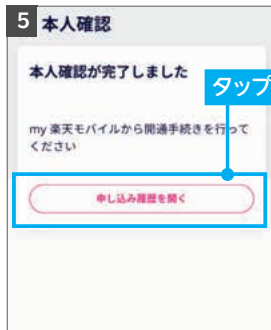 5 本人確認
本人確認が完了しました
タップ
my 楽天モバイルから開通手続きを行って
ください
申し込み履歴を開く